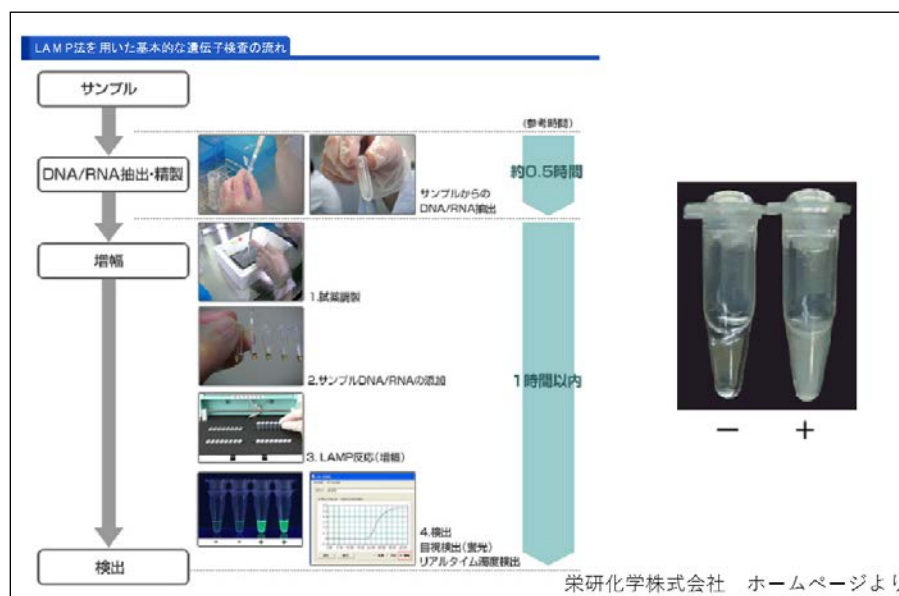 LAMP法を用いた基本的な遺伝子検査の流れ
サンプル
(参考時間)
DNA/RNA抽出・精製
サンプルからの
DNA/RNA抽出
約0.5時間
増幅
1.試薬調製
2.サンプルDNA/RNAの添加
1時間以内
3. LAMP反応(増幅)
4.検出
目視検出(蛍光)
リアルタイム濁度検出
検出
− +
栄研化学株式会社 ホームページより